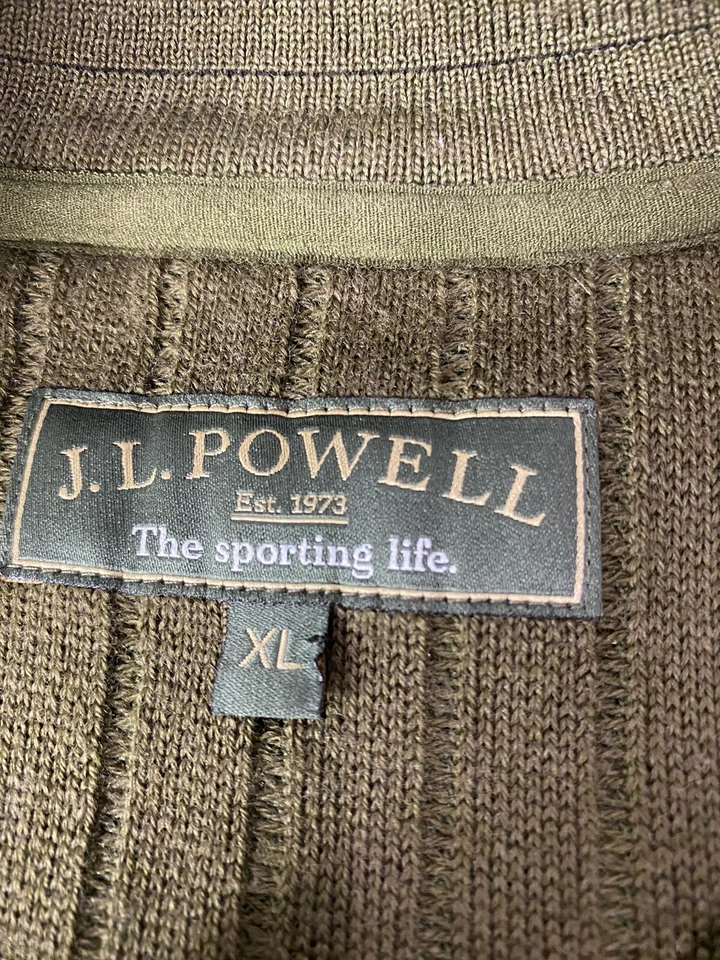 J. L. POWELL
Est. 1973
The sporting life.
XL